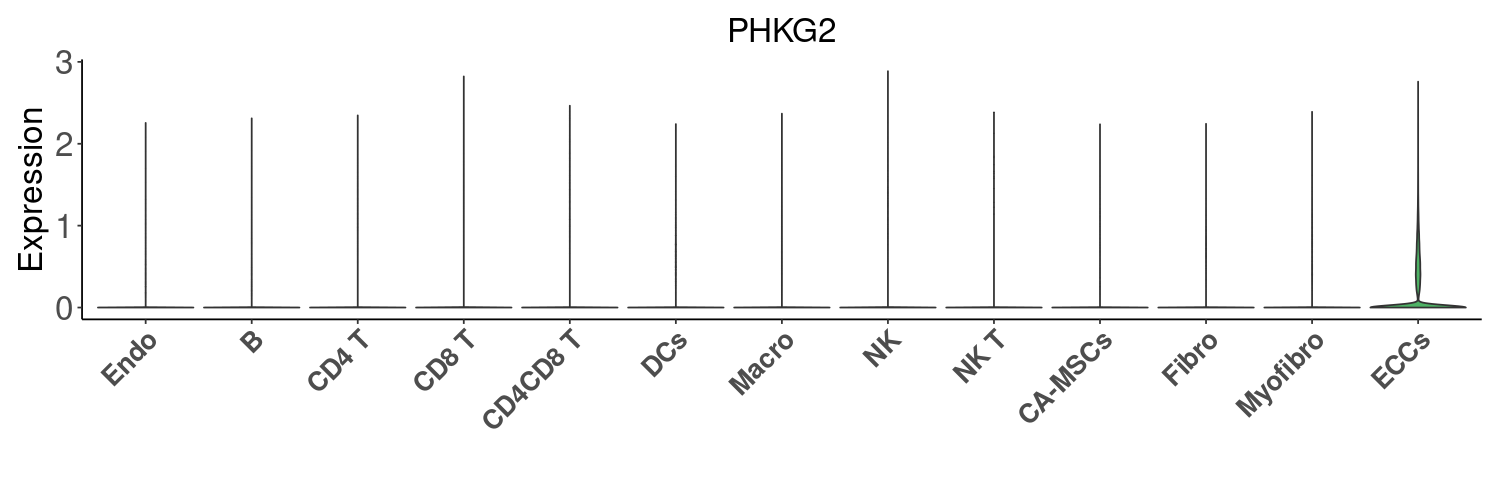 PHKG2
Expression
3
2
1
0
Endo
B
CD4 T
CD8 T
CD4CD8 T
DCs
Macro
NK
NK T
CA-MSCs
Fibro
Myofibro
ECCs